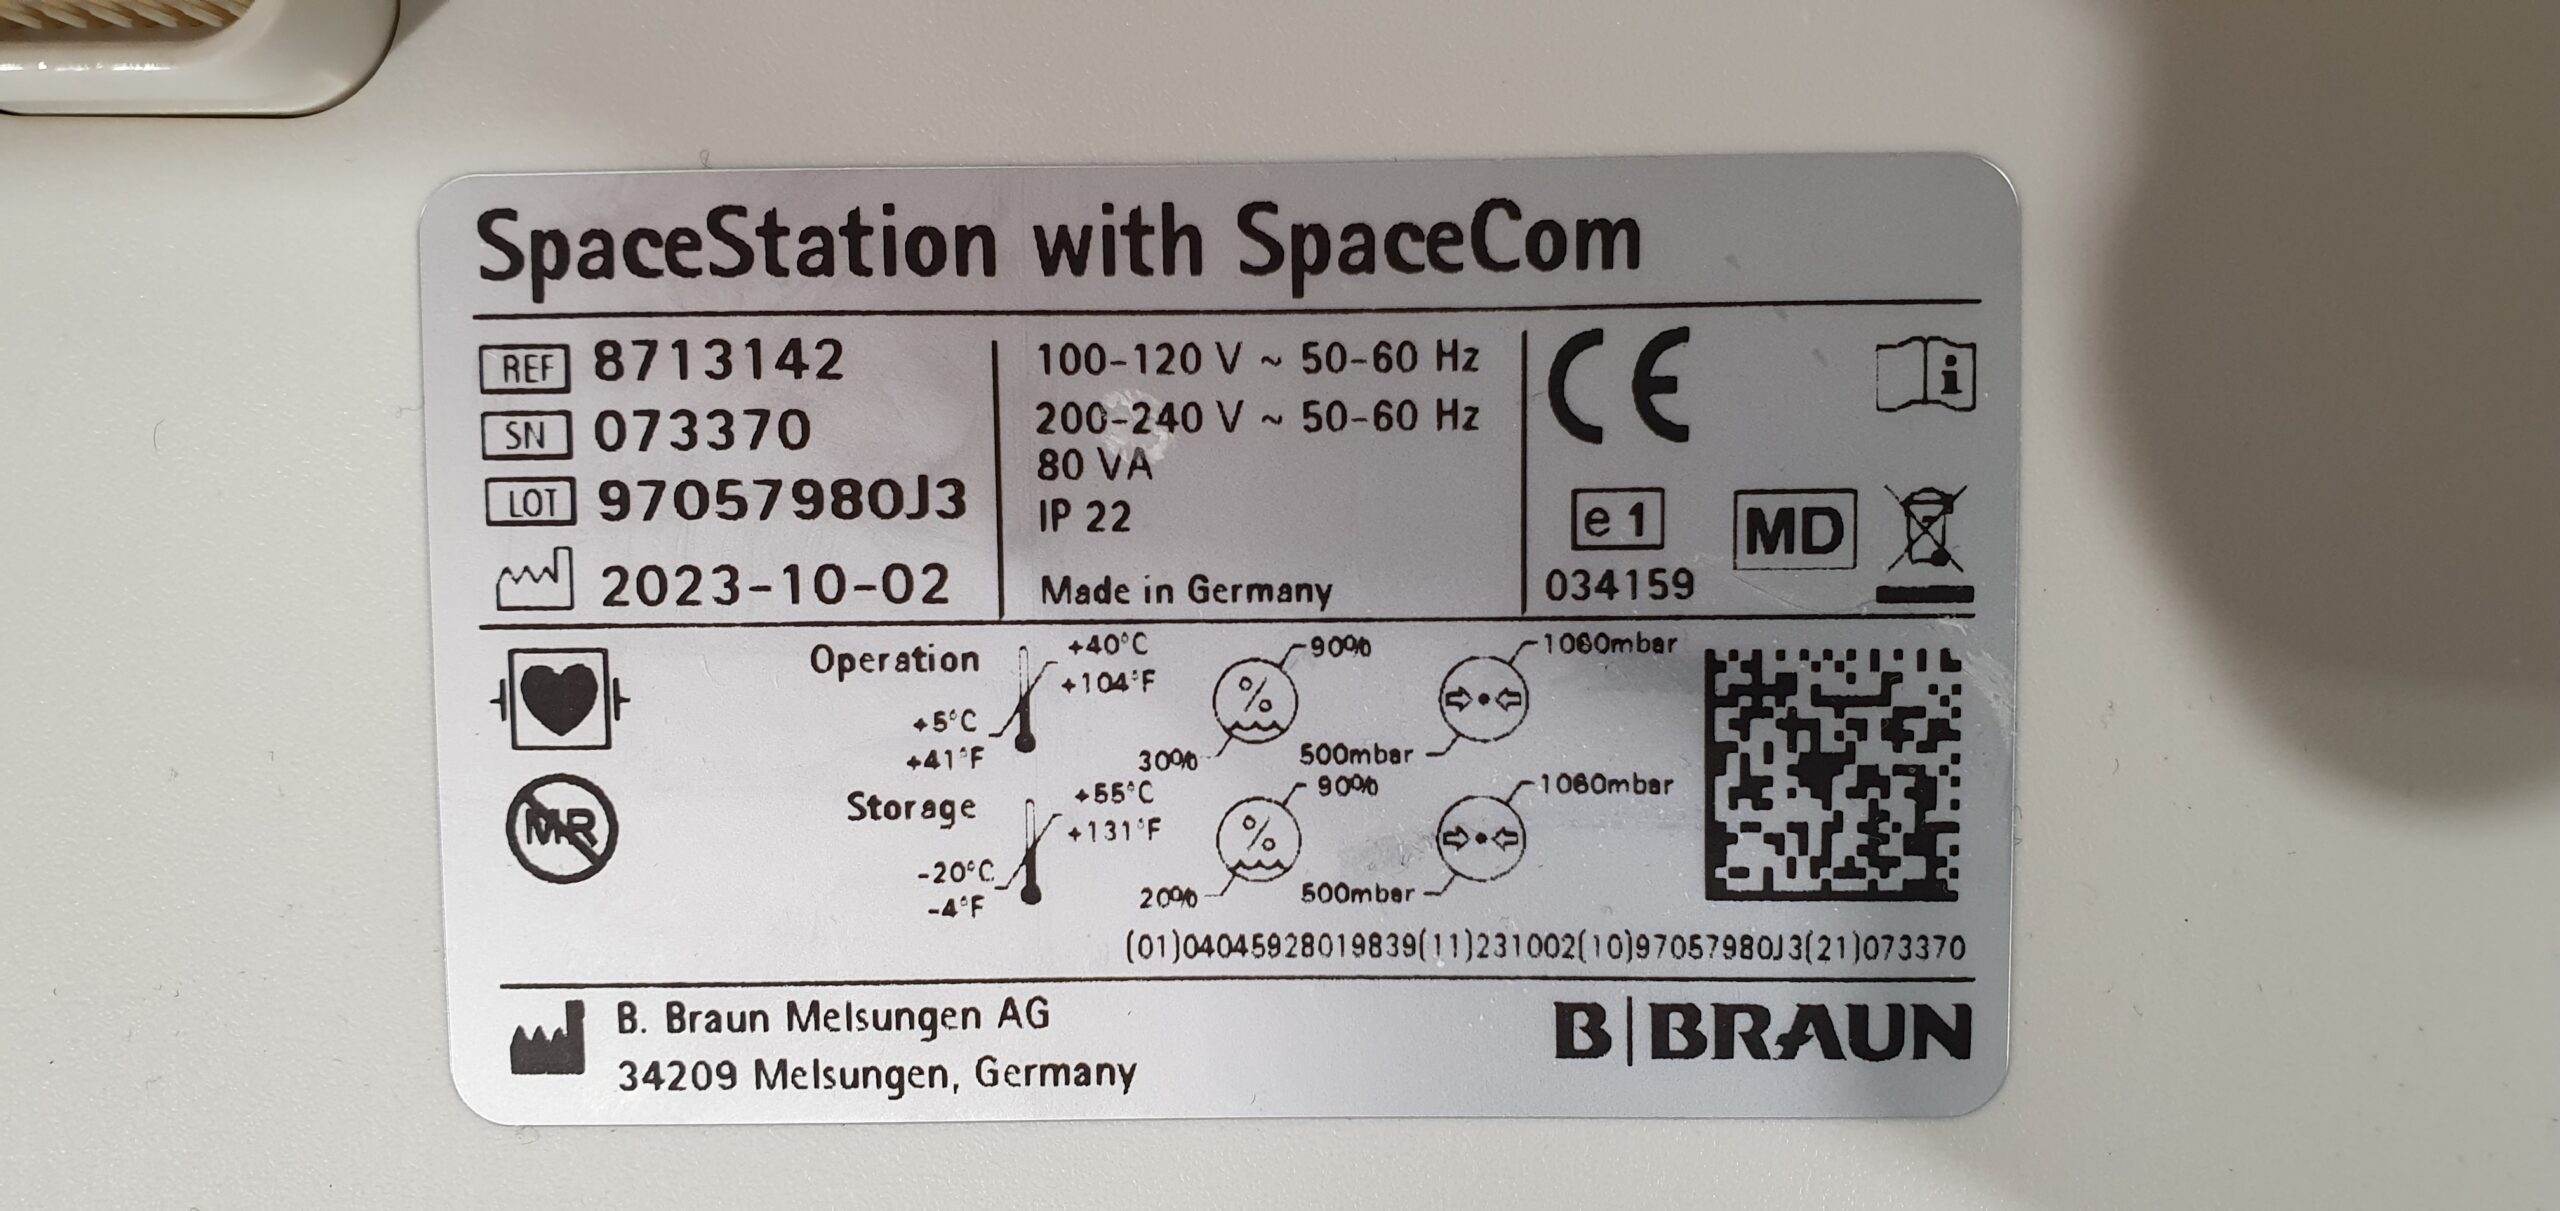 SpaceStation with SpaceCom
REF 8713142
SN 073370
LOT 97057980J3
2023-10-02
100-120 V ~ 50-60 Hz
200-240 V ~ 50-60 Hz
80 VA
IP 22
Made in Germany
CE
i
e 1
034159
MD
Operation
+40°C
+104°F
+5°C
+41°F
90%
%
30%
1060mbar
500mbar
MR
Storage
+55°C
+131°F
-20°C
-4°F
90%
%
20%
1060mbar
500mbar
(01)04045928019839(11)231002(10)97057980J3(21)073370
B. Braun Melsungen AG
34209 Melsungen, Germany
B|BRAUN